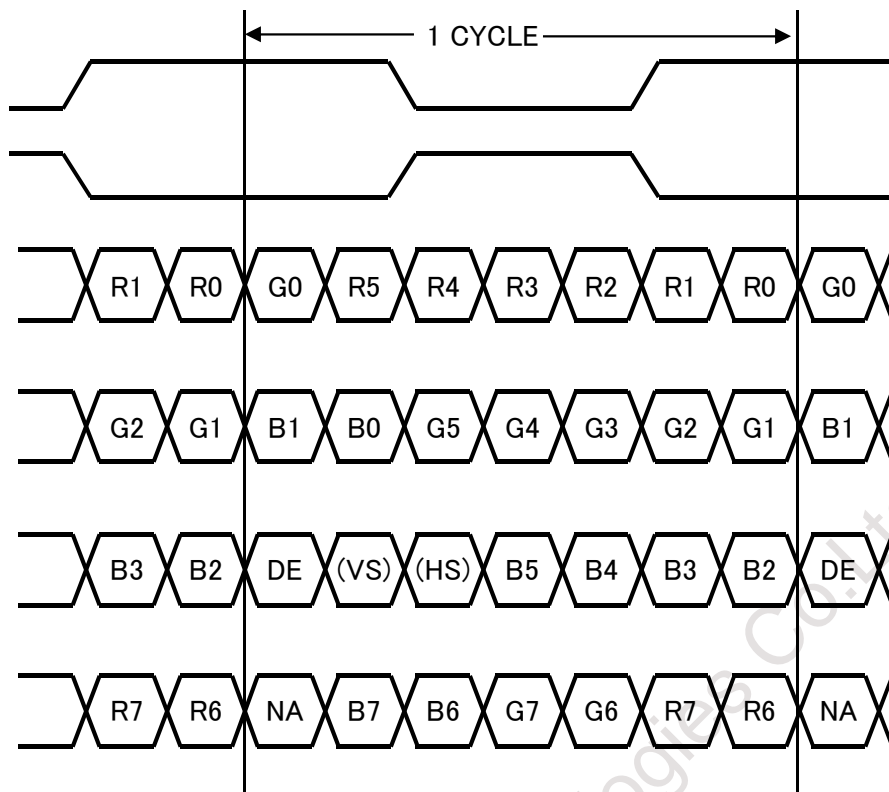 1 CYCLE
R1 R0 G0 R5 R4 R3 R2 R1 R0 G0
G2 G1 B1 B0 G5 G4 G3 G2 G1 B1
B3 B2 DE (VS) (HS) B5 B4 B3 B2 DE
R7 R6 NA B7 B6 G7 G6 R7 R6 NA